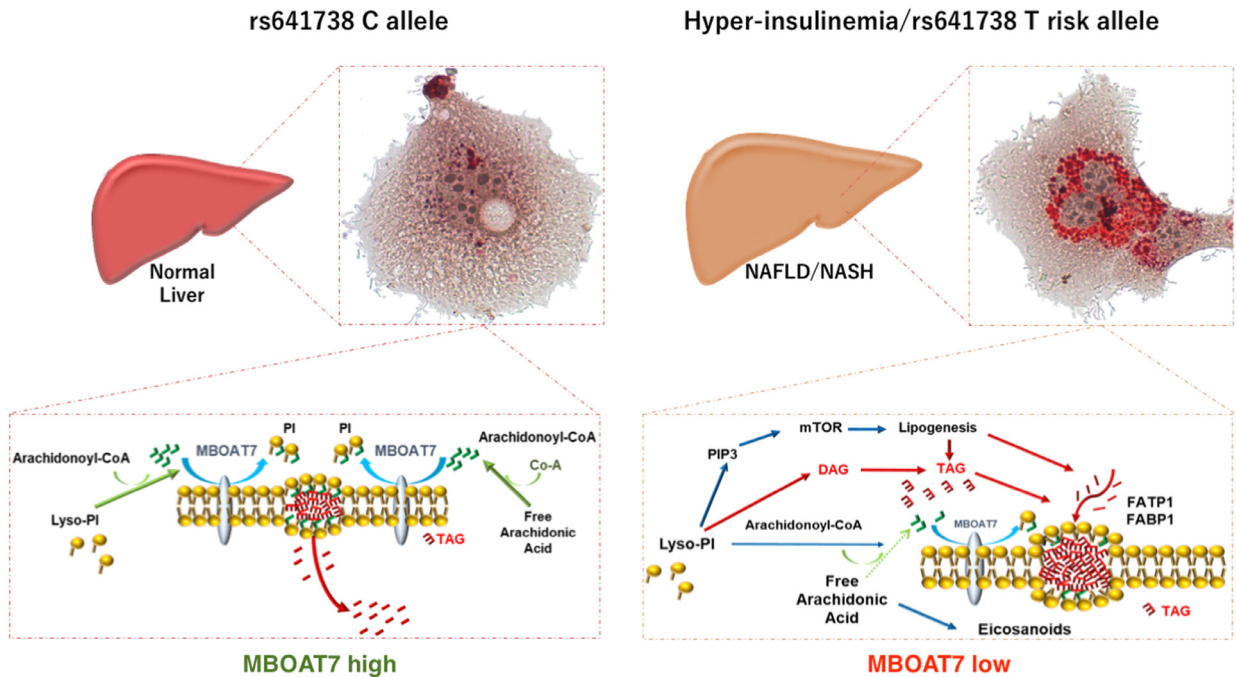 rs641738 C allele
Hyper-insulinemia/rs641738 T risk allele
Normal
Liver
NAFLD/NASH
PI
PI
MBOAT7
MBOAT7
Arachidonoyl-CoA
Arachidonoyl-CoA
Co-A
Lyso-PI
Free
Arachidonic
Acid
TAG
MBOAT7 high
mTOR
Lipogenesis
PIP3
DAG
TAG
FATP1
FABP1
Arachidonoyl-CoA
MBOAT7
Lyso-PI
Free
Arachidonic
Acid
TAG
Eicosanoids
MBOAT7 low